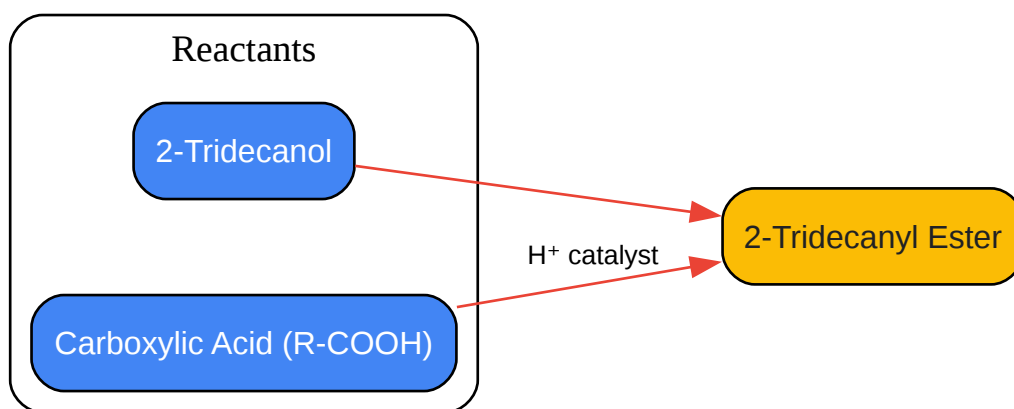 Reactants
2-Tridecanol
2-Tridecanyl Ester
H⁺ catalyst
Carboxylic Acid (R-COOH)